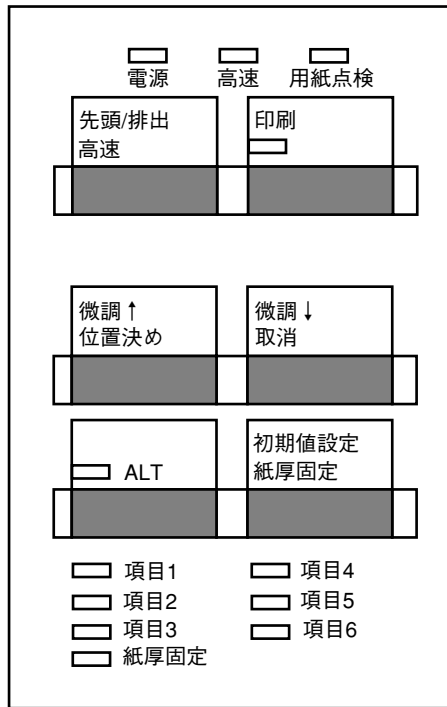 電源 高速 用紙点検
先頭/排出 印刷
高速
微調↑ 微調↓
位置決め 取消
初期値設定
ALT 紙厚固定
項目1 項目4
項目2 項目5
項目3 項目6
紙厚固定